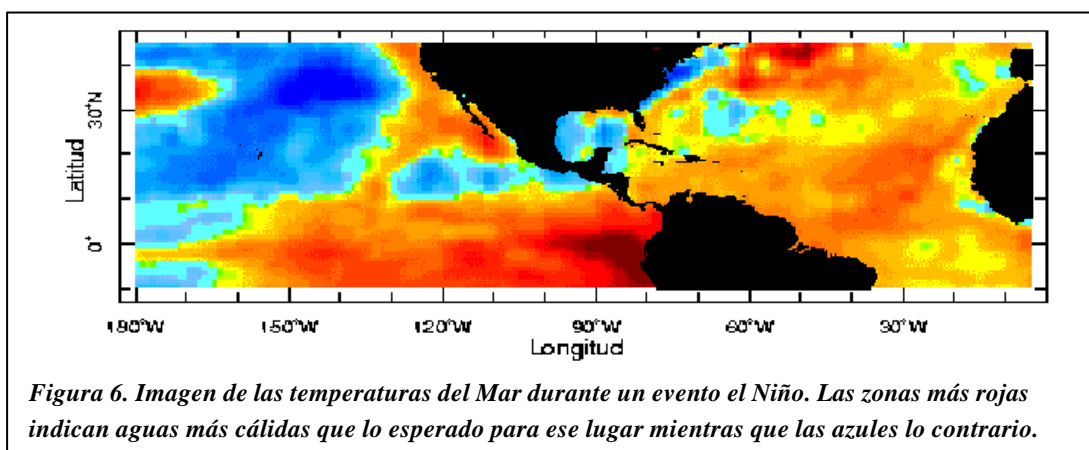 Latitud
30°N
0°
180°W 150°W 120°W 90°W 60°W 30°W
Longitud
Figura 6. Imagen de las temperaturas del Mar durante un evento el Niño. Las zonas más rojas
indican aguas más cálidas que lo esperado para ese lugar mientras que las azules lo contrario.